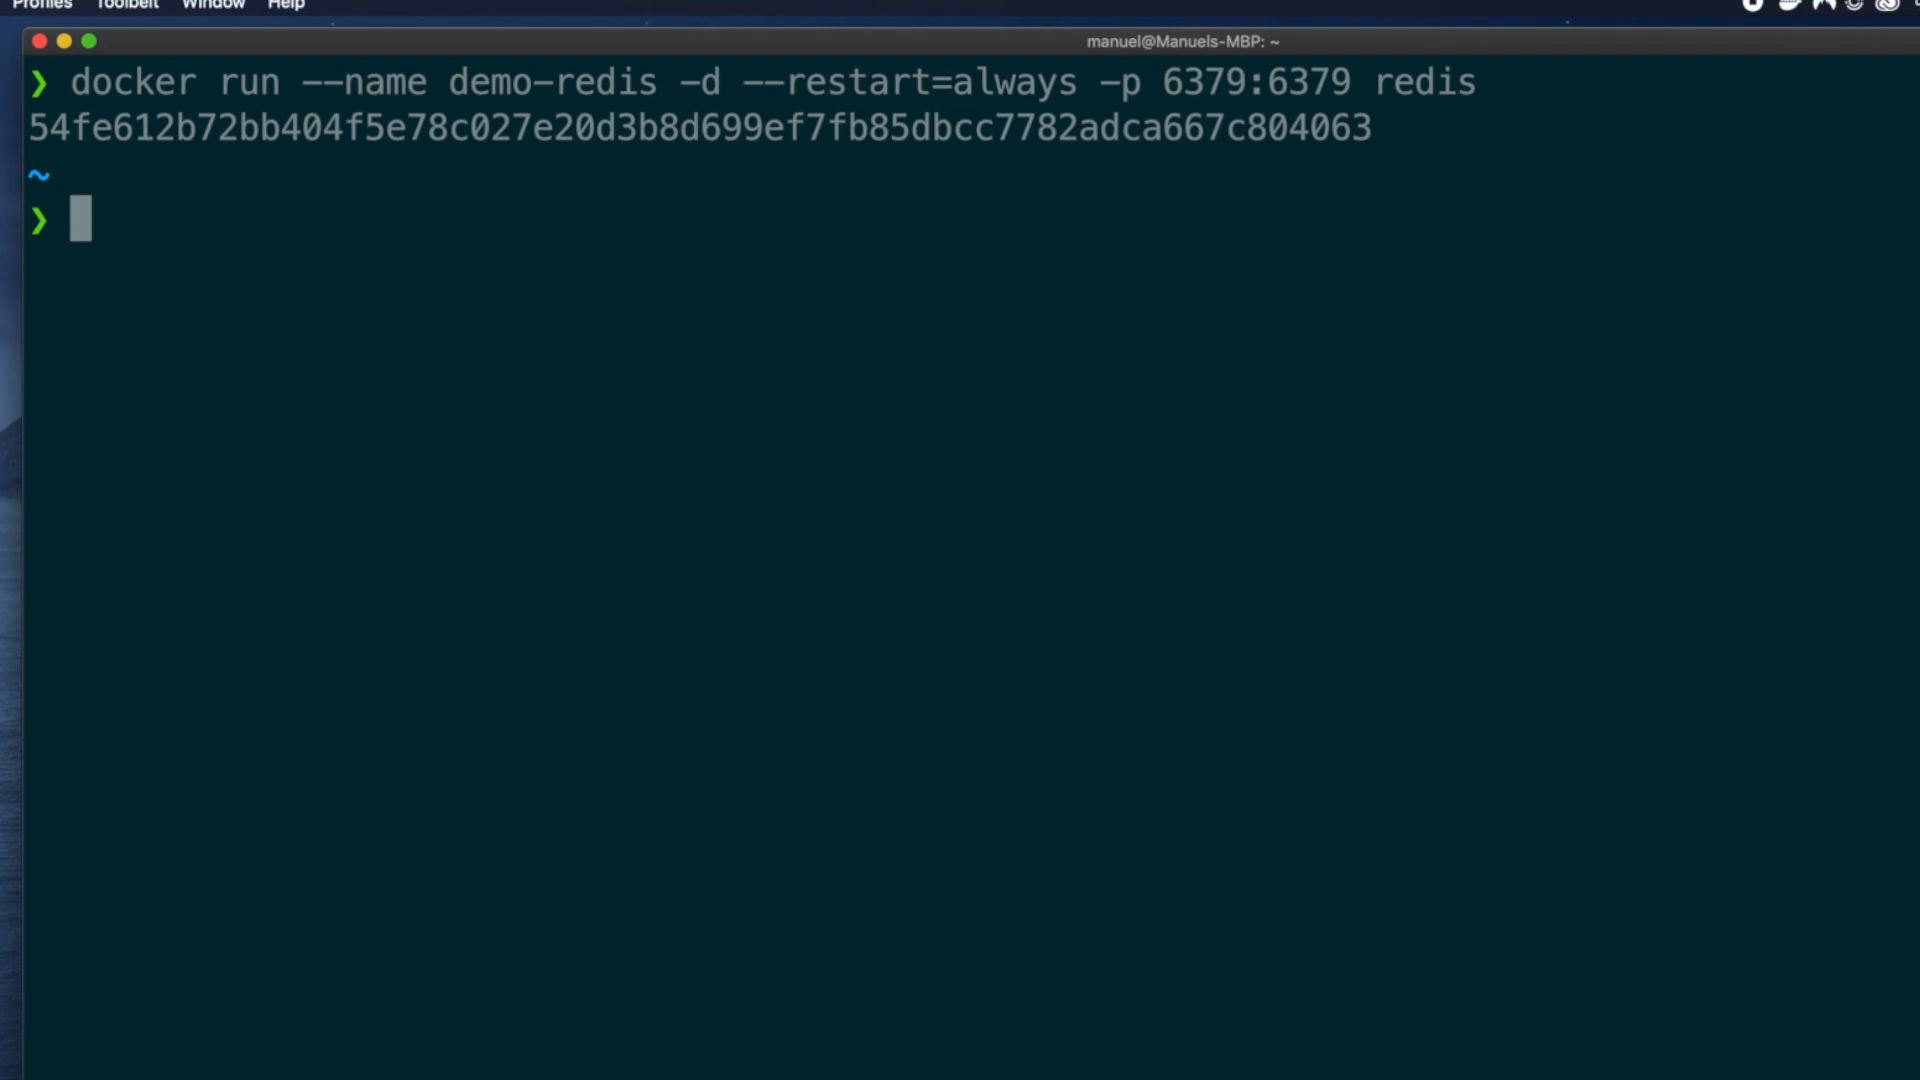 Profiles Toolbelt Window Help
manuel@Manuels-MBP: ~
❯ docker run --name demo-redis -d --restart=always -p 6379:6379 redis
54fe612b72bb404f5e78c027e20d3b8d699ef7fb85dbcc7782adca667c804063
~
❯